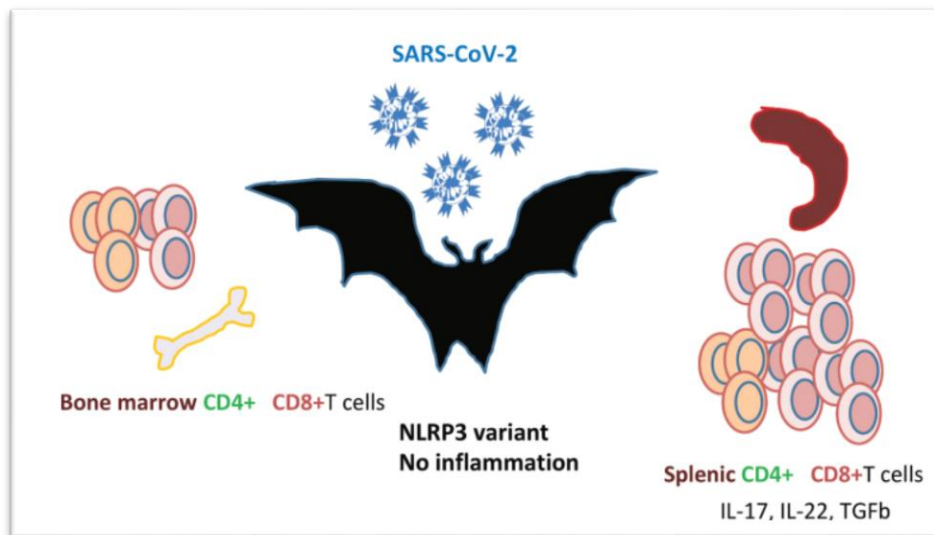 SARS-CoV-2
Bone marrow CD4+ CD8+T cells
NLRP3 variant
No inflammation
Splenic CD4+ CD8+T cells
IL-17, IL-22, TGFb